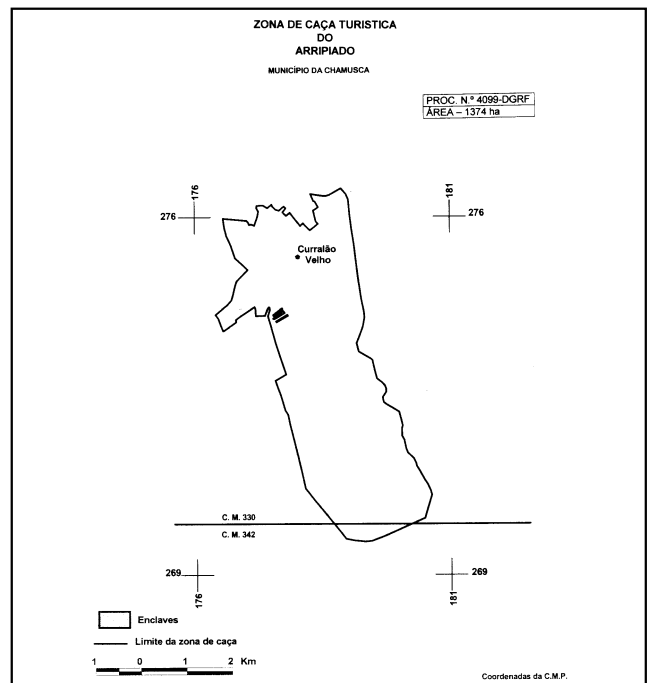 ZONA DE CAÇA TURISTICA
DO
ARRIPIADO
MUNICÍPIO DA CHAMUSCA
PROC. N.º 4099-DGRF
ÁREA – 1374 ha
176
181
276
276
Curralão
Velho
C. M. 330
C. M. 342
269
269
176
181
Enclaves
Limite da zona de caça
1 0 1 2 Km
Coordenadas da C.M.P.